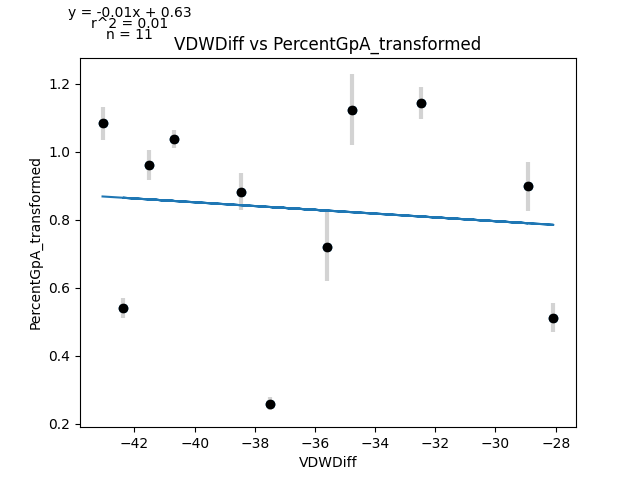 y = -0.01x + 0.63
r^2 = 0.01
n = 11
VDWDiff vs PercentGpA_transformed
PercentGpA_transformed
1.2
1.0
0.8
0.6
0.4
0.2
−42 −40 −38 −36 −34 −32 −30 −28
VDWDiff